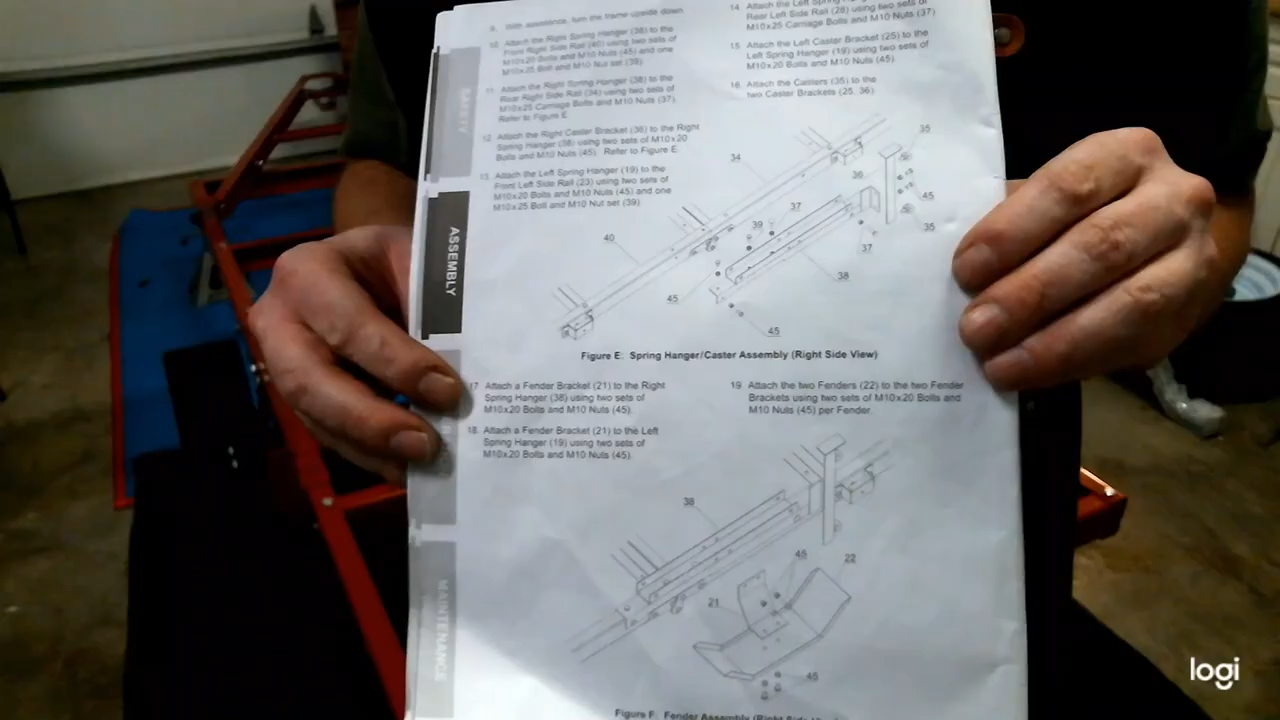 9. With assistance, turn the frame upside down
10. Attach the Right Spring Hanger (38) to the
Front Right Side Rail (40) using two sets of
M10x20 Bolts and M10 Nuts (45) and one
M10x25 Bolt and M10 Nut set (39).
11. Attach the Right Spring Hanger (38) to the
Rear Right Side Rail (34) using two sets of
M10x25 Carriage Bolts and M10 Nuts (37).
Refer to Figure E.
12. Attach the Right Caster Bracket (36) to the Right
Spring Hanger (38) using two sets of M10x20
Bolts and M10 Nuts (45). Refer to Figure E.
13. Attach the Left Spring Hanger (19) to the
Front Left Side Rail (23) using two sets of
M10x20 Bolts and M10 Nuts (45) and one
M10x25 Bolt and M10 Nut set (39).
14. Attach the Left Spring Hanger
Rear Left Side Rail (28) using two sets of
M10x25 Carriage Bolts and M10 Nuts (37)
15. Attach the Left Caster Bracket (25) to the
Left Spring Hanger (19) using two sets of
M10x20 Bolts and M10 Nuts (45).
16. Attach the Casters (35) to the
two Caster Brackets (25, 36).
SAFETY
ASSEMBLY
MAINTENANCE
34
35
36
45
35
37
39
37
40
38
45
45
Figure E: Spring Hanger/Caster Assembly (Right Side View)
17. Attach a Fender Bracket (21) to the Right
Spring Hanger (38) using two sets of
M10x20 Bolts and M10 Nuts (45).
18. Attach a Fender Bracket (21) to the Left
Spring Hanger (19) using two sets of
M10x20 Bolts and M10 Nuts (45).
19. Attach the two Fenders (22) to the two Fender
Brackets using two sets of M10x20 Bolts and
M10 Nuts (45) per Fender.
38
45
22
21
45
Figure F: Fender Assembly (Right Side
logi